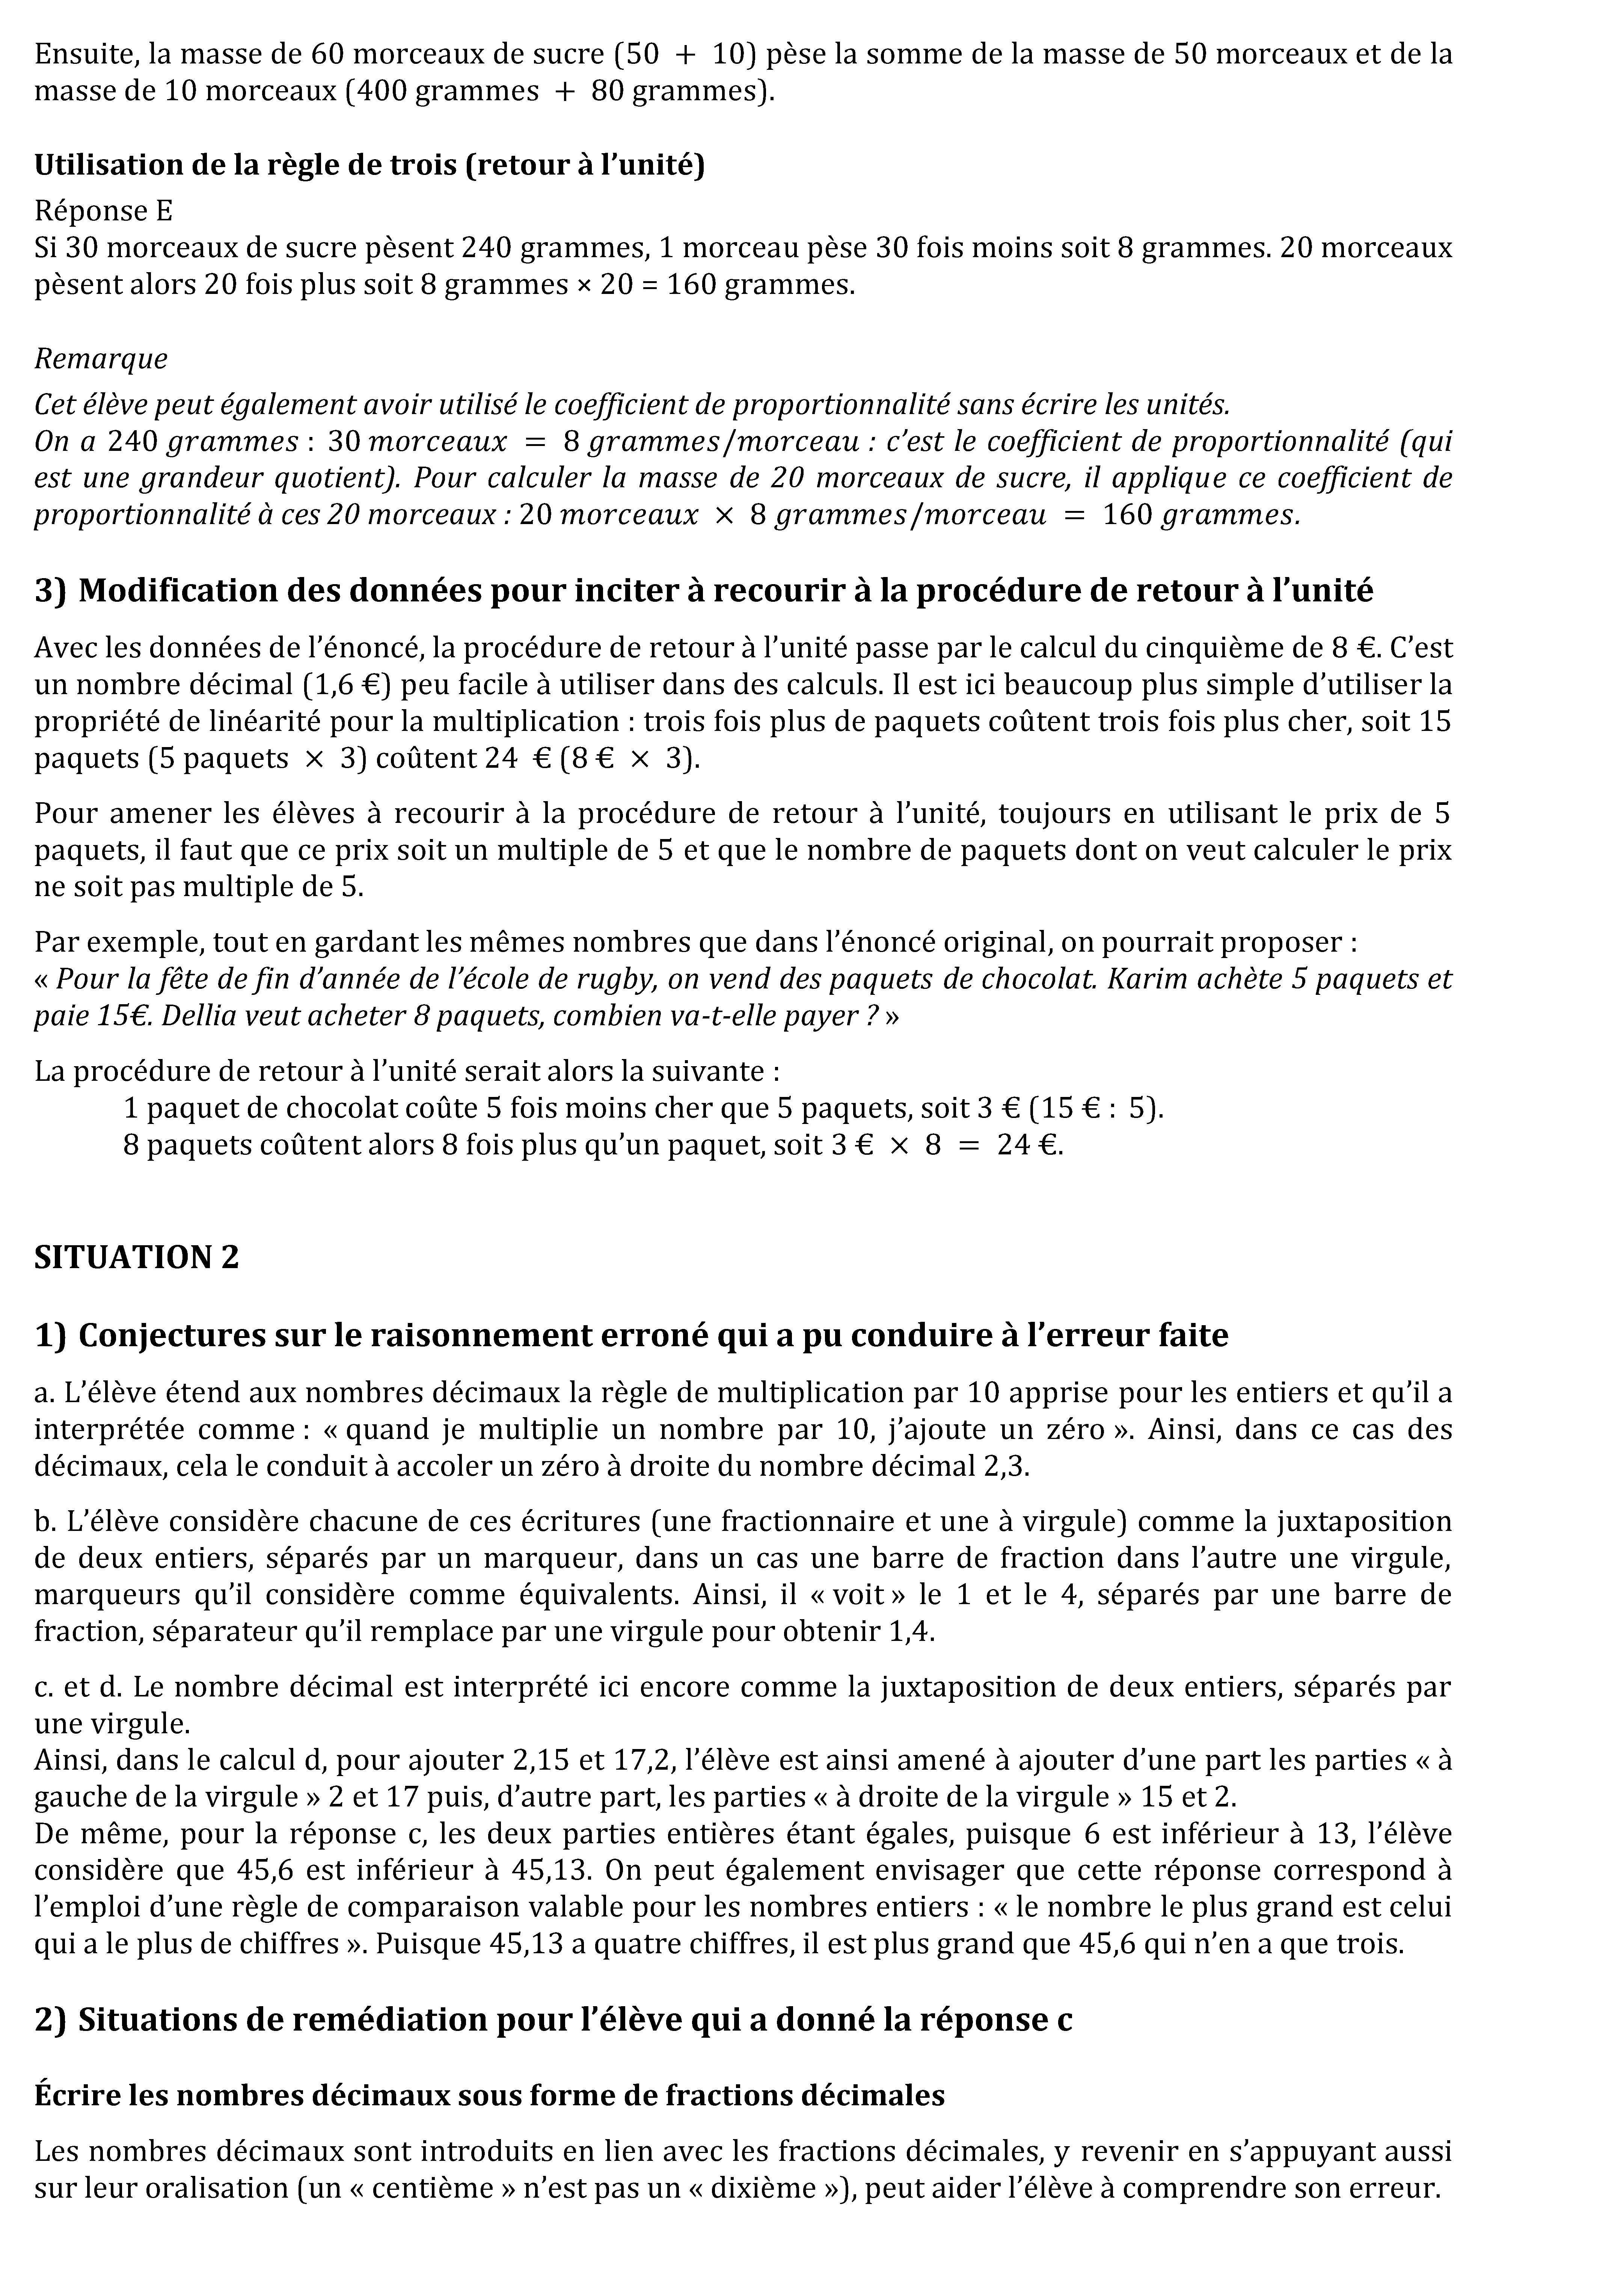 Ensuite, la masse de 60 morceaux de sucre (50 + 10) pèse la somme de la masse de 50 morceaux et de la
masse de 10 morceaux (400 grammes + 80 grammes).
Utilisation de la règle de trois (retour à l’unité)
Réponse E
Si 30 morceaux de sucre pèsent 240 grammes, 1 morceau pèse 30 fois moins soit 8 grammes. 20 morceaux
pèsent alors 20 fois plus soit 8 grammes × 20 = 160 grammes.
Remarque
Cet élève peut également avoir utilisé le coefficient de proportionnalité sans écrire les unités.
On a 240 grammes : 30 morceaux = 8 grammes/morceau : c’est le coefficient de proportionnalité (qui
est une grandeur quotient). Pour calculer la masse de 20 morceaux de sucre, il applique ce coefficient de
proportionnalité à ces 20 morceaux : 20 morceaux × 8 grammes/morceau = 160 grammes.
3) Modification des données pour inciter à recourir à la procédure de retour à l’unité
Avec les données de l’énoncé, la procédure de retour à l’unité passe par le calcul du cinquième de 8 €. C’est
un nombre décimal (1,6 €) peu facile à utiliser dans des calculs. Il est ici beaucoup plus simple d’utiliser la
propriété de linéarité pour la multiplication : trois fois plus de paquets coûtent trois fois plus cher, soit 15
paquets (5 paquets × 3) coûtent 24 € (8 € × 3).
Pour amener les élèves à recourir à la procédure de retour à l’unité, toujours en utilisant le prix de 5
paquets, il faut que ce prix soit un multiple de 5 et que le nombre de paquets dont on veut calculer le prix
ne soit pas multiple de 5.
Par exemple, tout en gardant les mêmes nombres que dans l’énoncé original, on pourrait proposer :
« Pour la fête de fin d’année de l’école de rugby, on vend des paquets de chocolat. Karim achète 5 paquets et
paie 15€. Dellia veut acheter 8 paquets, combien va-t-elle payer ? »
La procédure de retour à l’unité serait alors la suivante :
1 paquet de chocolat coûte 5 fois moins cher que 5 paquets, soit 3 € (15 € : 5).
8 paquets coûtent alors 8 fois plus qu’un paquet, soit 3 € × 8 = 24 €.
SITUATION 2
1) Conjectures sur le raisonnement erroné qui a pu conduire à l’erreur faite
a. L’élève étend aux nombres décimaux la règle de multiplication par 10 apprise pour les entiers et qu’il a
interprétée comme : « quand je multiplie un nombre par 10, j’ajoute un zéro ». Ainsi, dans ce cas des
décimaux, cela le conduit à accoler un zéro à droite du nombre décimal 2,3.
b. L’élève considère chacune de ces écritures (une fractionnaire et une à virgule) comme la juxtaposition
de deux entiers, séparés par un marqueur, dans un cas une barre de fraction dans l’autre une virgule,
marqueurs qu’il considère comme équivalents. Ainsi, il « voit » le 1 et le 4, séparés par une barre de
fraction, séparateur qu’il remplace par une virgule pour obtenir 1,4.
c. et d. Le nombre décimal est interprété ici encore comme la juxtaposition de deux entiers, séparés par
une virgule.
Ainsi, dans le calcul d, pour ajouter 2,15 et 17,2, l’élève est ainsi amené à ajouter d’une part les parties « à
gauche de la virgule » 2 et 17 puis, d’autre part, les parties « à droite de la virgule » 15 et 2.
De même, pour la réponse c, les deux parties entières étant égales, puisque 6 est inférieur à 13, l’élève
considère que 45,6 est inférieur à 45,13. On peut également envisager que cette réponse correspond à
l’emploi d’une règle de comparaison valable pour les nombres entiers : « le nombre le plus grand est celui
qui a le plus de chiffres ». Puisque 45,13 a quatre chiffres, il est plus grand que 45,6 qui n’en a que trois.
2) Situations de remédiation pour l’élève qui a donné la réponse c
Écrire les nombres décimaux sous forme de fractions décimales
Les nombres décimaux sont introduits en lien avec les fractions décimales, y revenir en s’appuyant aussi
sur leur oralisation (un « centième » n’est pas un « dixième »), peut aider l’élève à comprendre son erreur.